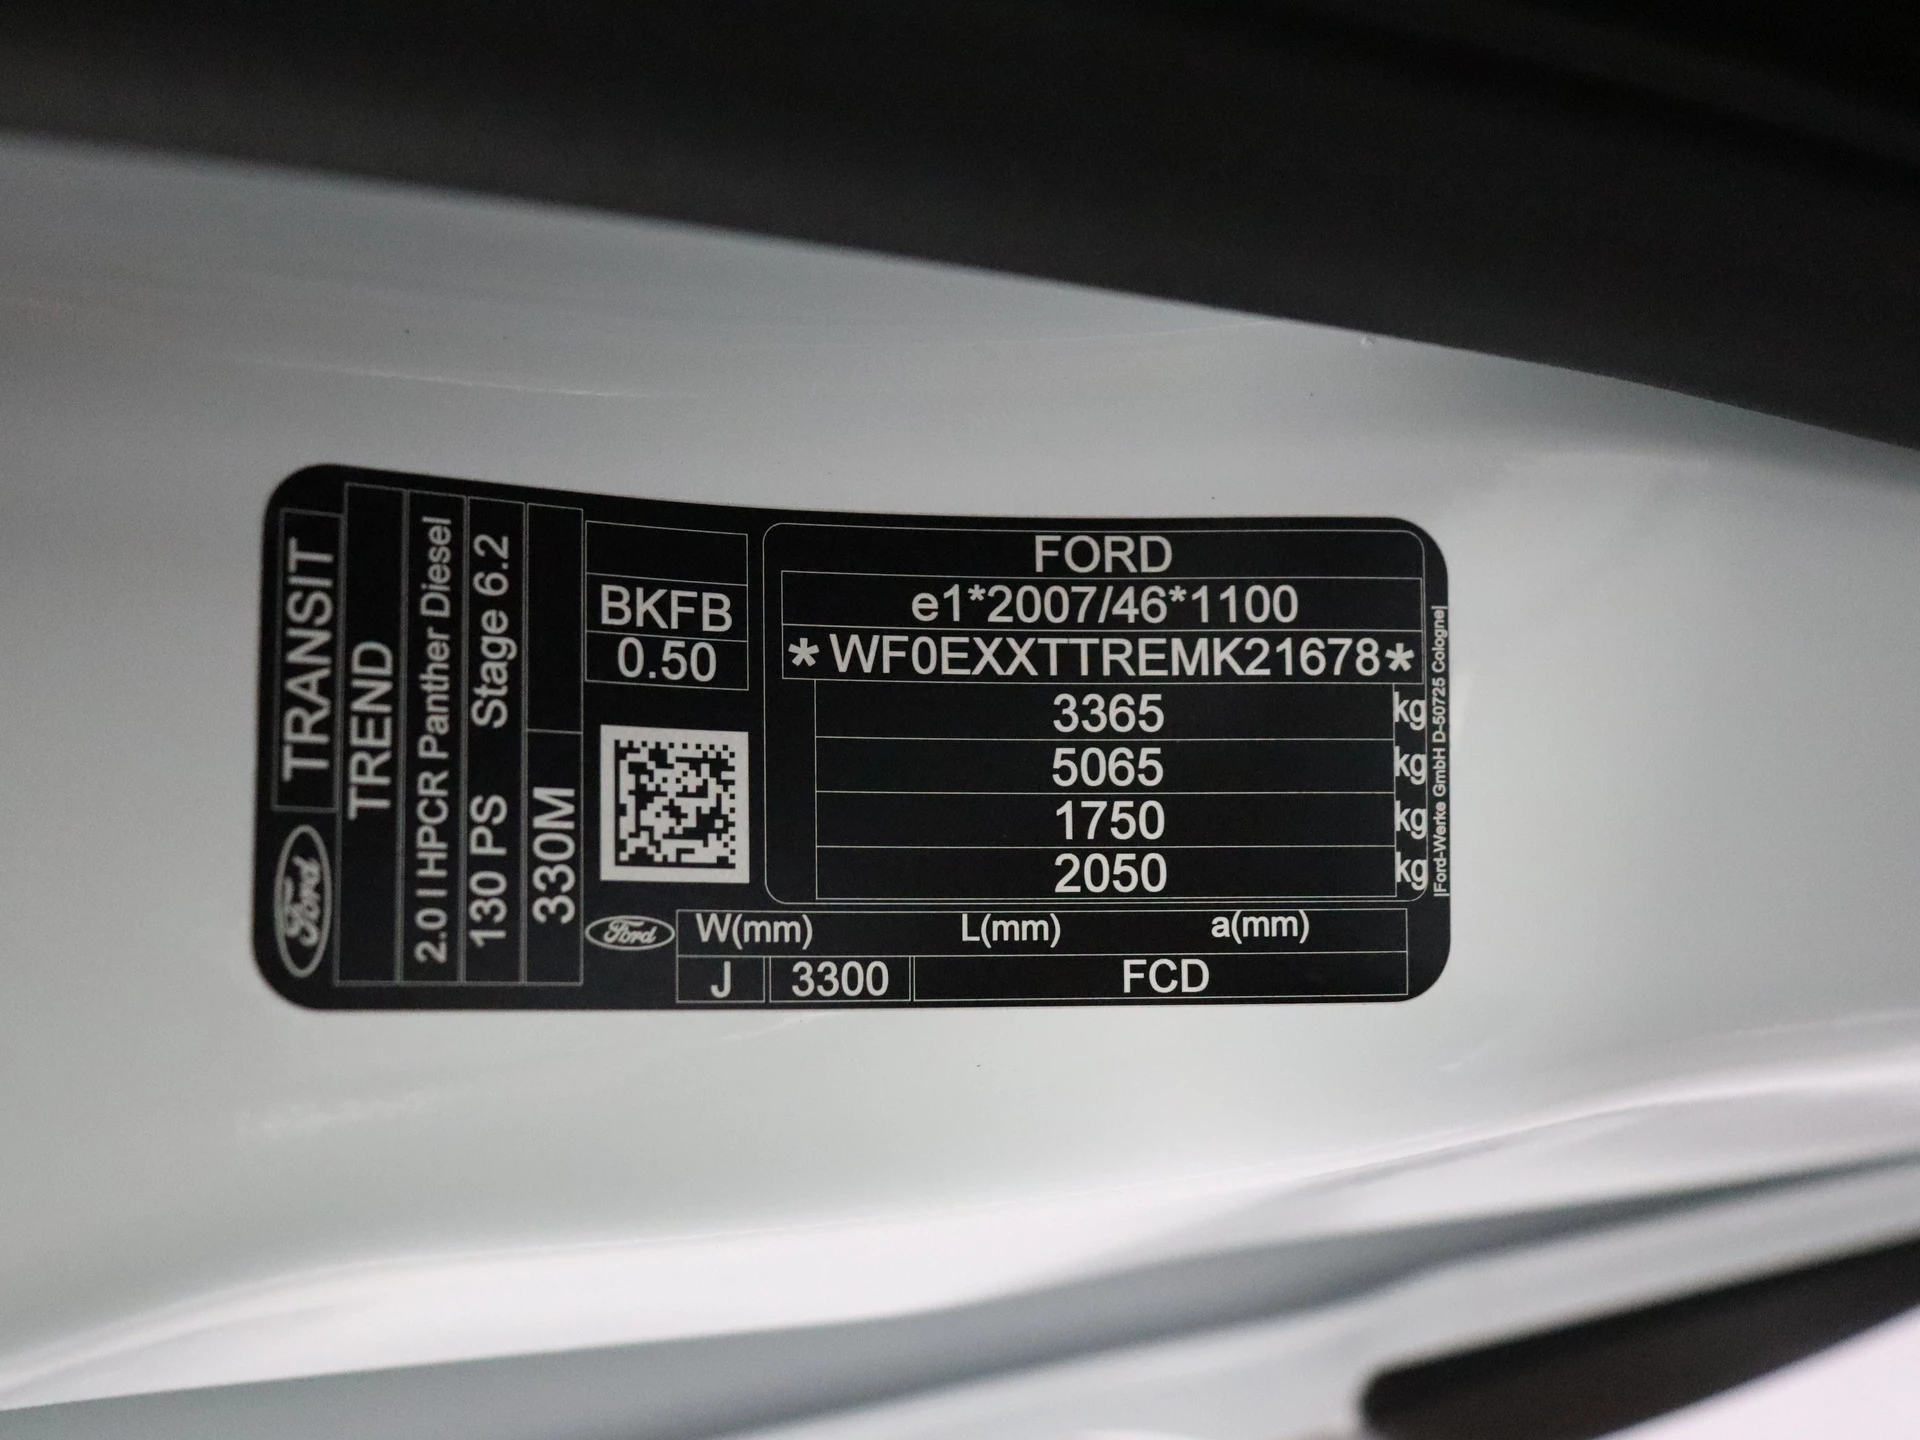 Ford TRANSIT
TREND
2.0 l HPCR Panther Diesel
130 PS Stage 6.2
330M
BKFB
0.50
FORD
e1*2007/46*1100
*WF0EXXTTREMK21678*
3365 kg
5065 kg
1750 kg
2050 kg
|Ford-Werke GmbH D-50725 Cologne|
Ford W(mm) L(mm) a(mm)
J 3300 FCD